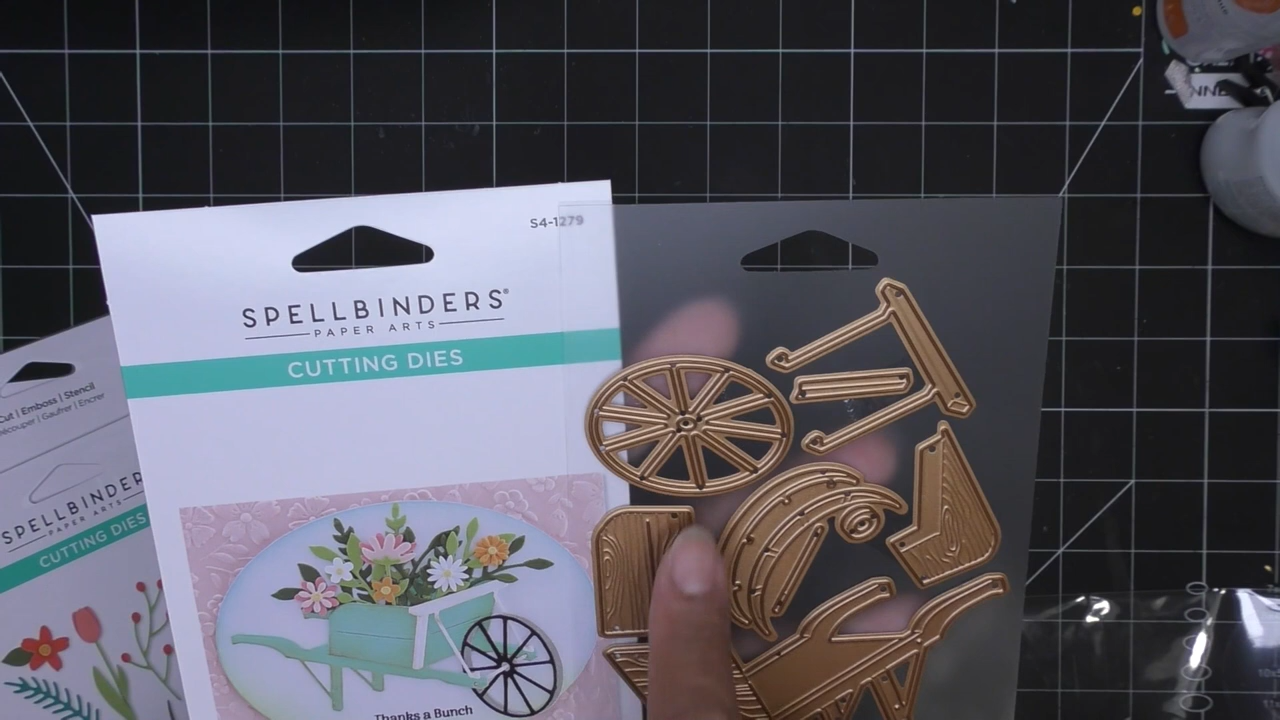 S4-1279
SPELLBINDERS®
PAPER ARTS
CUTTING DIES
Thanks a Bunch
Cut | Emboss | Stencil
Découper | Gaufrer | Encrer
SPELLBINDER
PAPER ARTS
CUTTING DIES